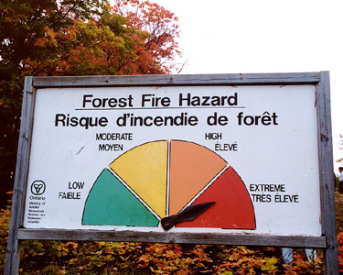 Forest Fire Hazard
Risque d'incendie de forêt
MODERATE
MOYEN
HIGH
ÉLEVÉ
LOW
FAIBLE
EXTREME
TRÈS ÉLEVÉ
Ontario